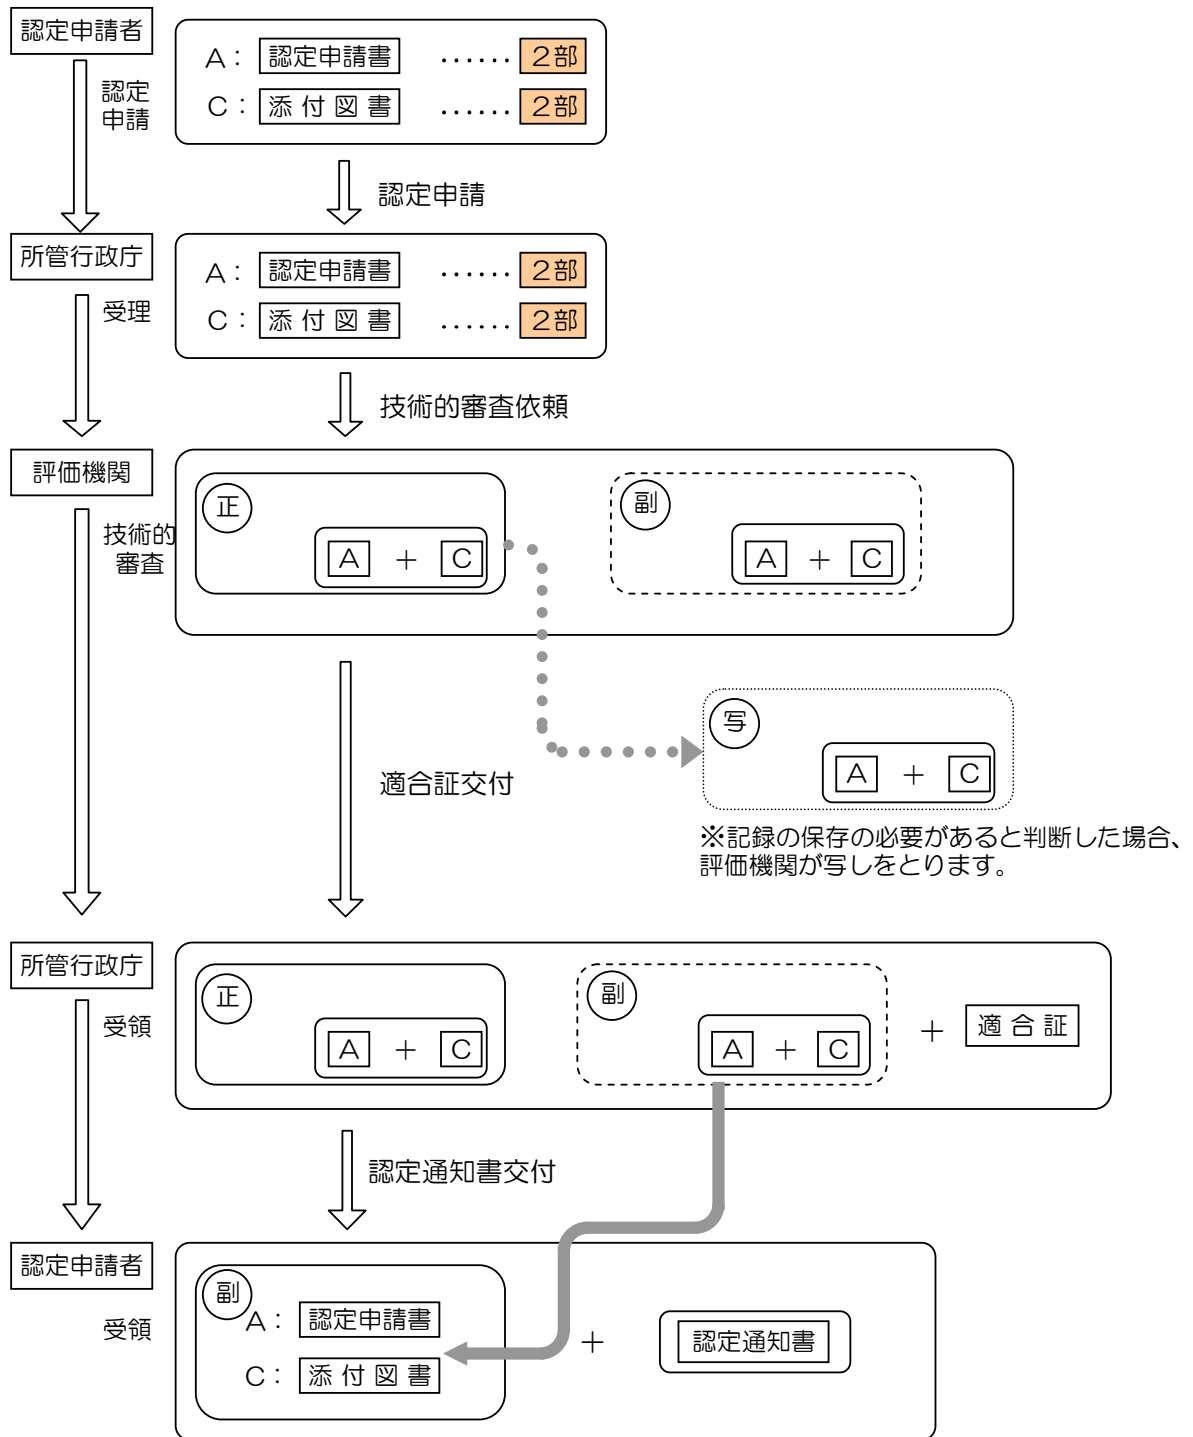 認定申請者
A： 認定申請書 …… 2部
認定
申請
C： 添付図書 …… 2部
認定申請
所管行政庁
A： 認定申請書 …… 2部
受理
C： 添付図書 …… 2部
技術的審査依頼
評価機関
正
副
技術的
審査
A ＋ C
A ＋ C
写
A ＋ C
適合証交付
※記録の保存の必要があると判断した場合、
評価機関が写しをとります。
所管行政庁
正
副
受領
A ＋ C
A ＋ C
＋ 適合証
認定通知書交付
認定申請者
副
受領
A： 認定申請書
C： 添付図書
＋ 認定通知書